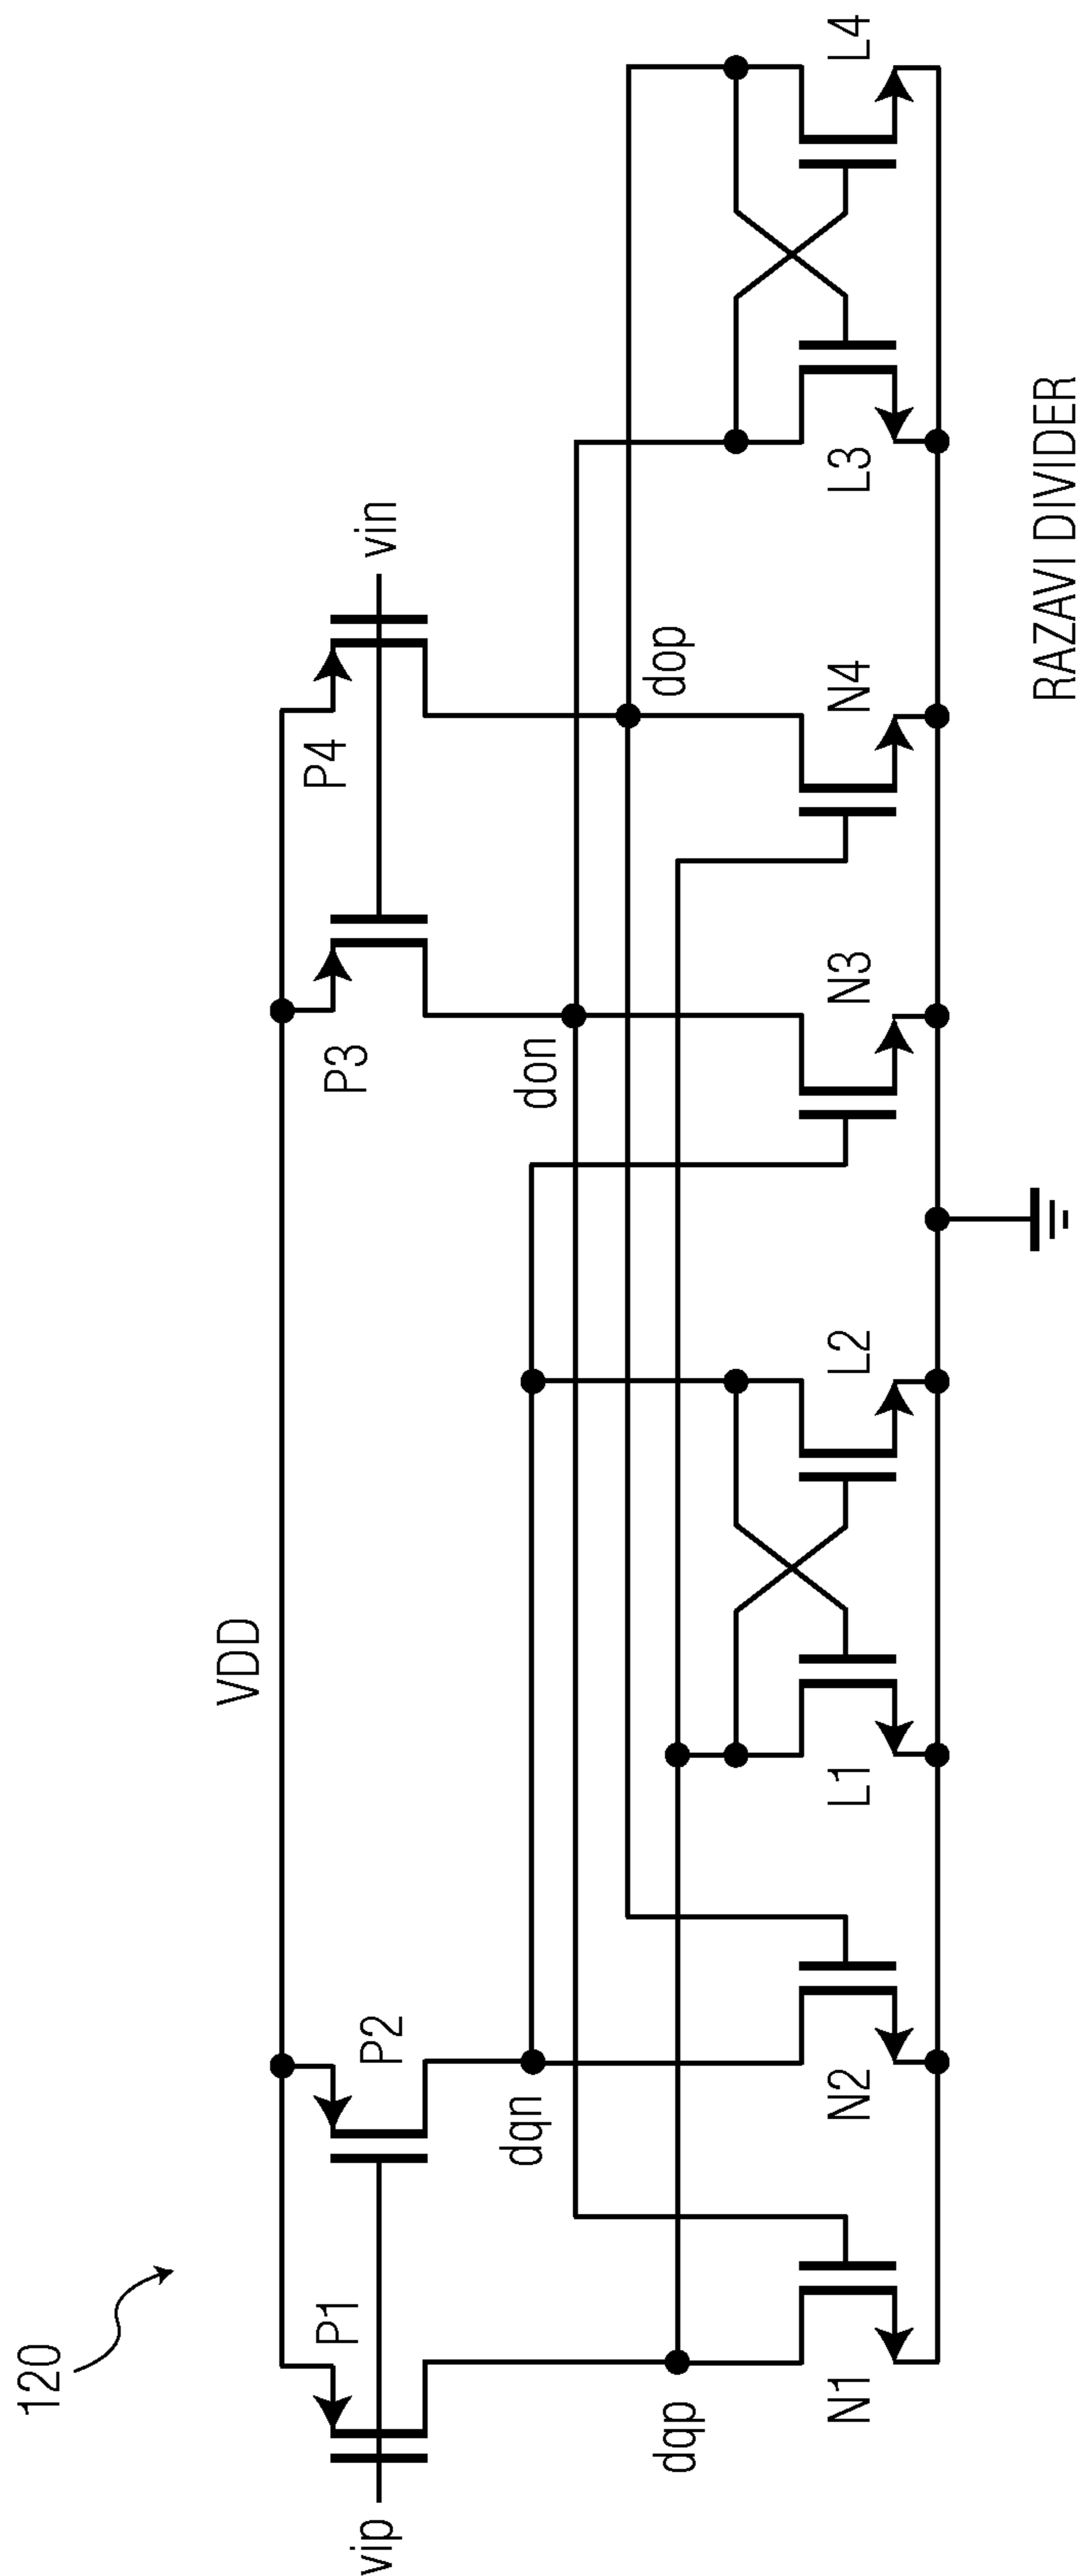 120
VDD
vip
P1
P2
P3
P4
vin
dqp
dqn
don
dop
N1
N2
L1
L2
N3
N4
L3
L4
RAZAVI DIVIDER